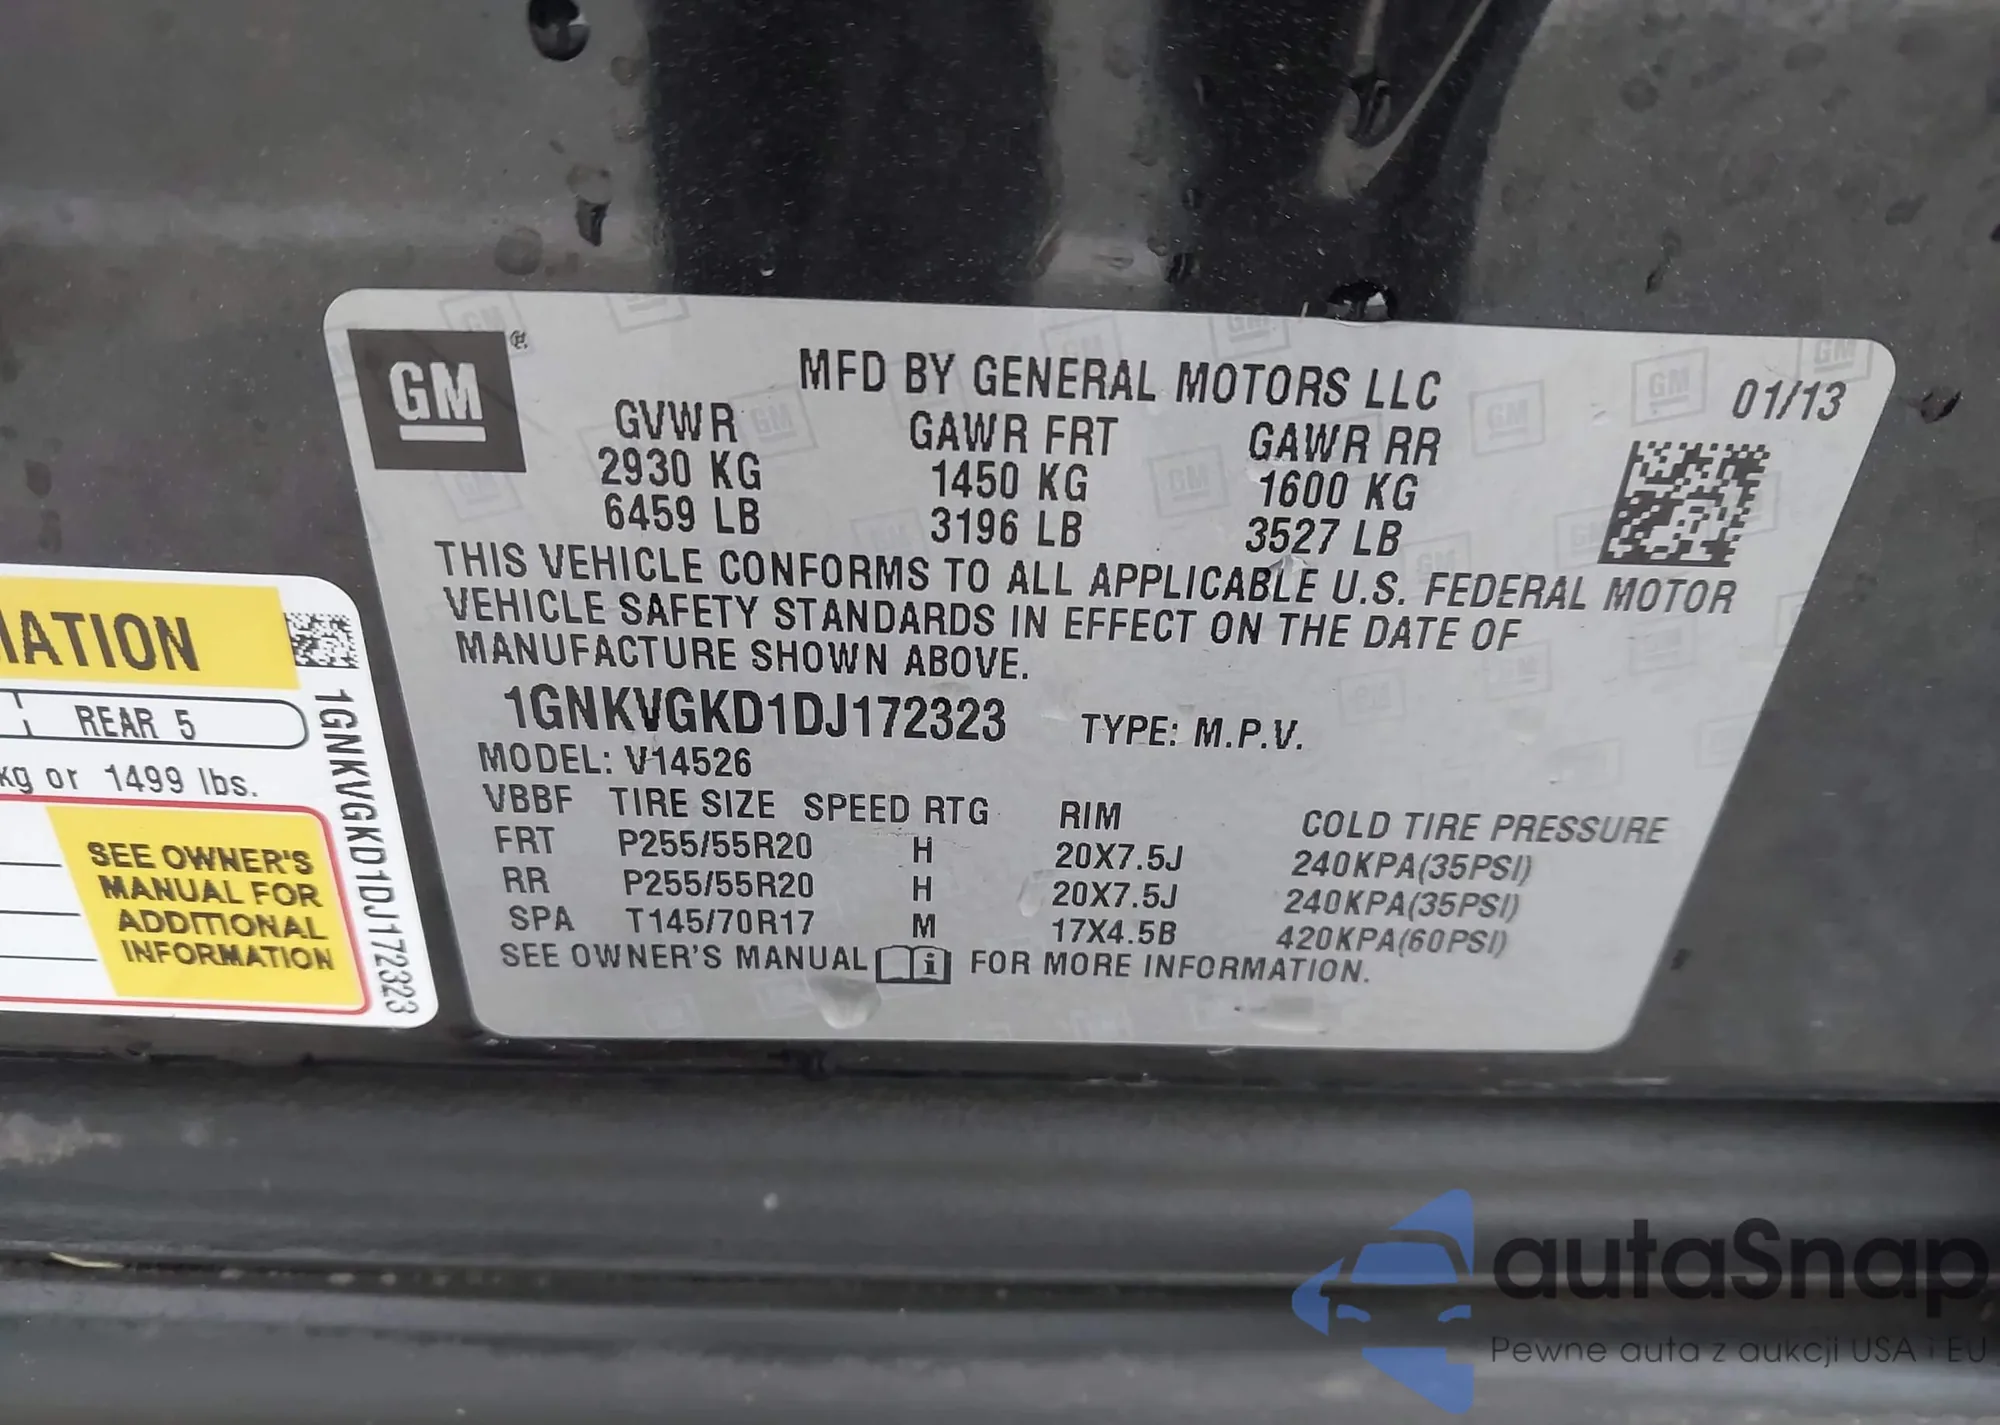 GM
MFD BY GENERAL MOTORS LLC
01/13
GVWR GAWR FRT GAWR RR
2930 KG 1450 KG 1600 KG
6459 LB 3196 LB 3527 LB
THIS VEHICLE CONFORMS TO ALL APPLICABLE U.S. FEDERAL MOTOR
VEHICLE SAFETY STANDARDS IN EFFECT ON THE DATE OF
MANUFACTURE SHOWN ABOVE.
1GNKVGKD1DJ172323 TYPE: M.P.V.
MODEL: V14526
VBBF TIRE SIZE SPEED RTG RIM COLD TIRE PRESSURE
FRT P255/55R20 H 20X7.5J 240KPA(35PSI)
RR P255/55R20 H 20X7.5J 240KPA(35PSI)
SPA T145/70R17 M 17X4.5B 420KPA(60PSI)
SEE OWNER'S MANUAL i FOR MORE INFORMATION.
REAR 5
kg or 1499 lbs.
SEE OWNER'S
MANUAL FOR
ADDITIONAL
INFORMATION
1GNKVGKD1DJ172323
autaSnap
Pewne auta z aukcji USA i EU